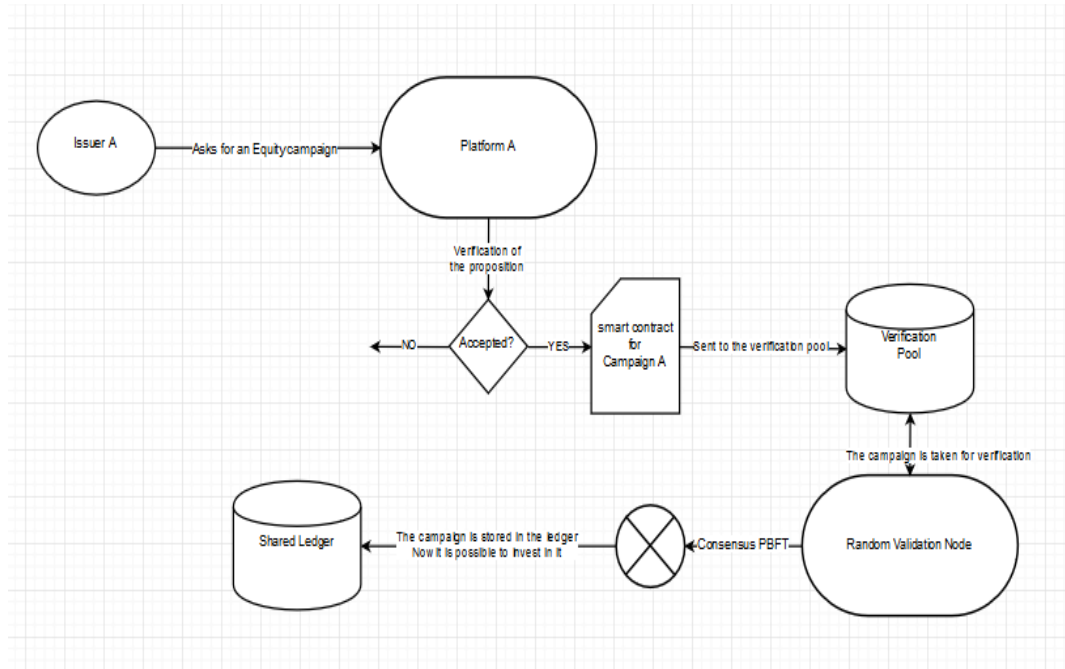 Issuer A
Asks for an Equitycampaign
Platform A
Verification of
the proposition
Accepted?
NO
YES
smart contract
for
Campaign A
Sent to the verification pool
Verification
Pool
The campaign is taken for verification
Random Validation Node
Consensus PBFT
The campaign is stored in the ledger
Now it is possible to invest in it
Shared Ledger